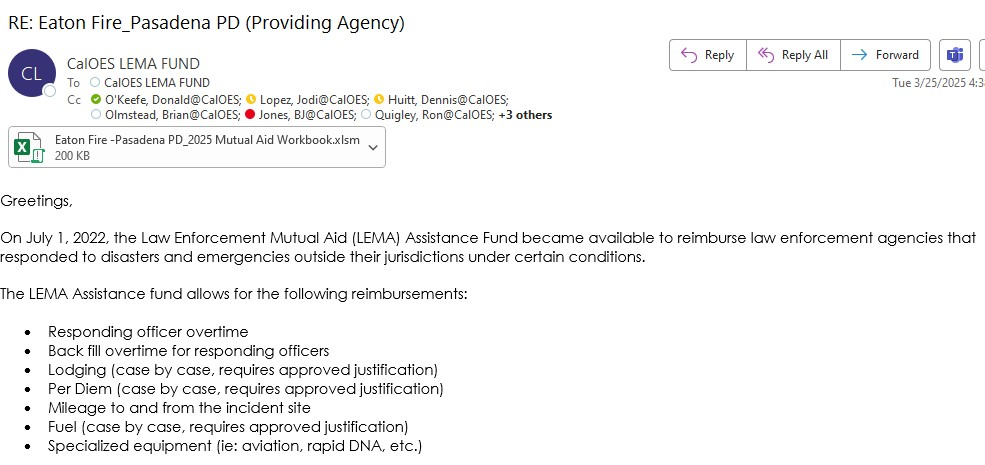 RE: Eaton Fire_Pasadena PD (Providing Agency)
CL
CalOES LEMA FUND
To CalOES LEMA FUND
Cc O'Keefe, Donald@CalOES; Lopez, Jodi@CalOES; Huitt, Dennis@CalOES;
Olmstead, Brian@CalOES; Jones, BJ@CalOES; Quigley, Ron@CalOES; +3 others
Reply
Reply All
Forward
Tue 3/25/2025 4:3
Eaton Fire -Pasadena PD_2025 Mutual Aid Workbook.xlsm
200 KB
Greetings,
On July 1, 2022, the Law Enforcement Mutual Aid (LEMA) Assistance Fund became available to reimburse law enforcement agencies that
responded to disasters and emergencies outside their jurisdictions under certain conditions.
The LEMA Assistance fund allows for the following reimbursements:
• Responding officer overtime
• Back fill overtime for responding officers
• Lodging (case by case, requires approved justification)
• Per Diem (case by case, requires approved justification)
• Mileage to and from the incident site
• Fuel (case by case, requires approved justification)
• Specialized equipment (ie: aviation, rapid DNA, etc.)